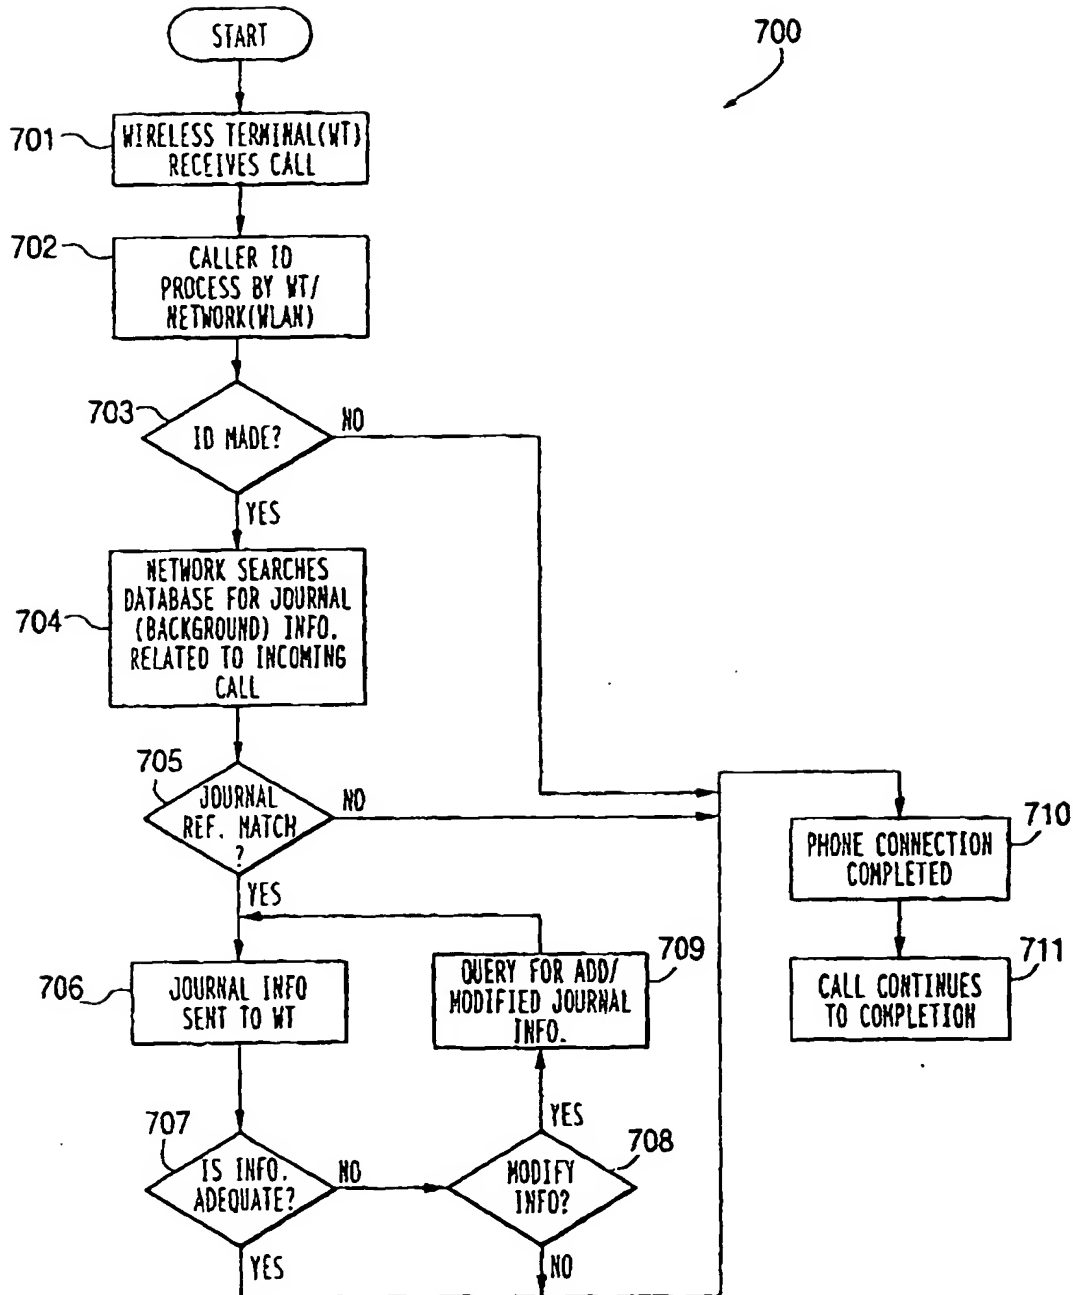 START
700
701
WIRELESS TERMINAL(WT)
RECEIVES CALL
702
CALLER ID
PROCESS BY WT/
NETWORK(WLAN)
703
ID MADE?
NO
YES
704
NETWORK SEARCHES
DATABASE FOR JOURNAL
(BACKGROUND) INFO.
RELATED TO INCOMING
CALL
705
JOURNAL
REF. MATCH
?
NO
YES
710
PHONE CONNECTION
COMPLETED
706
JOURNAL INFO
SENT TO WT
709
QUERY FOR ADD/
MODIFIED JOURNAL
INFO.
711
CALL CONTINUES
TO COMPLETION
707
IS INFO.
ADEQUATE?
NO
YES
708
MODIFY
INFO?
YES
NO